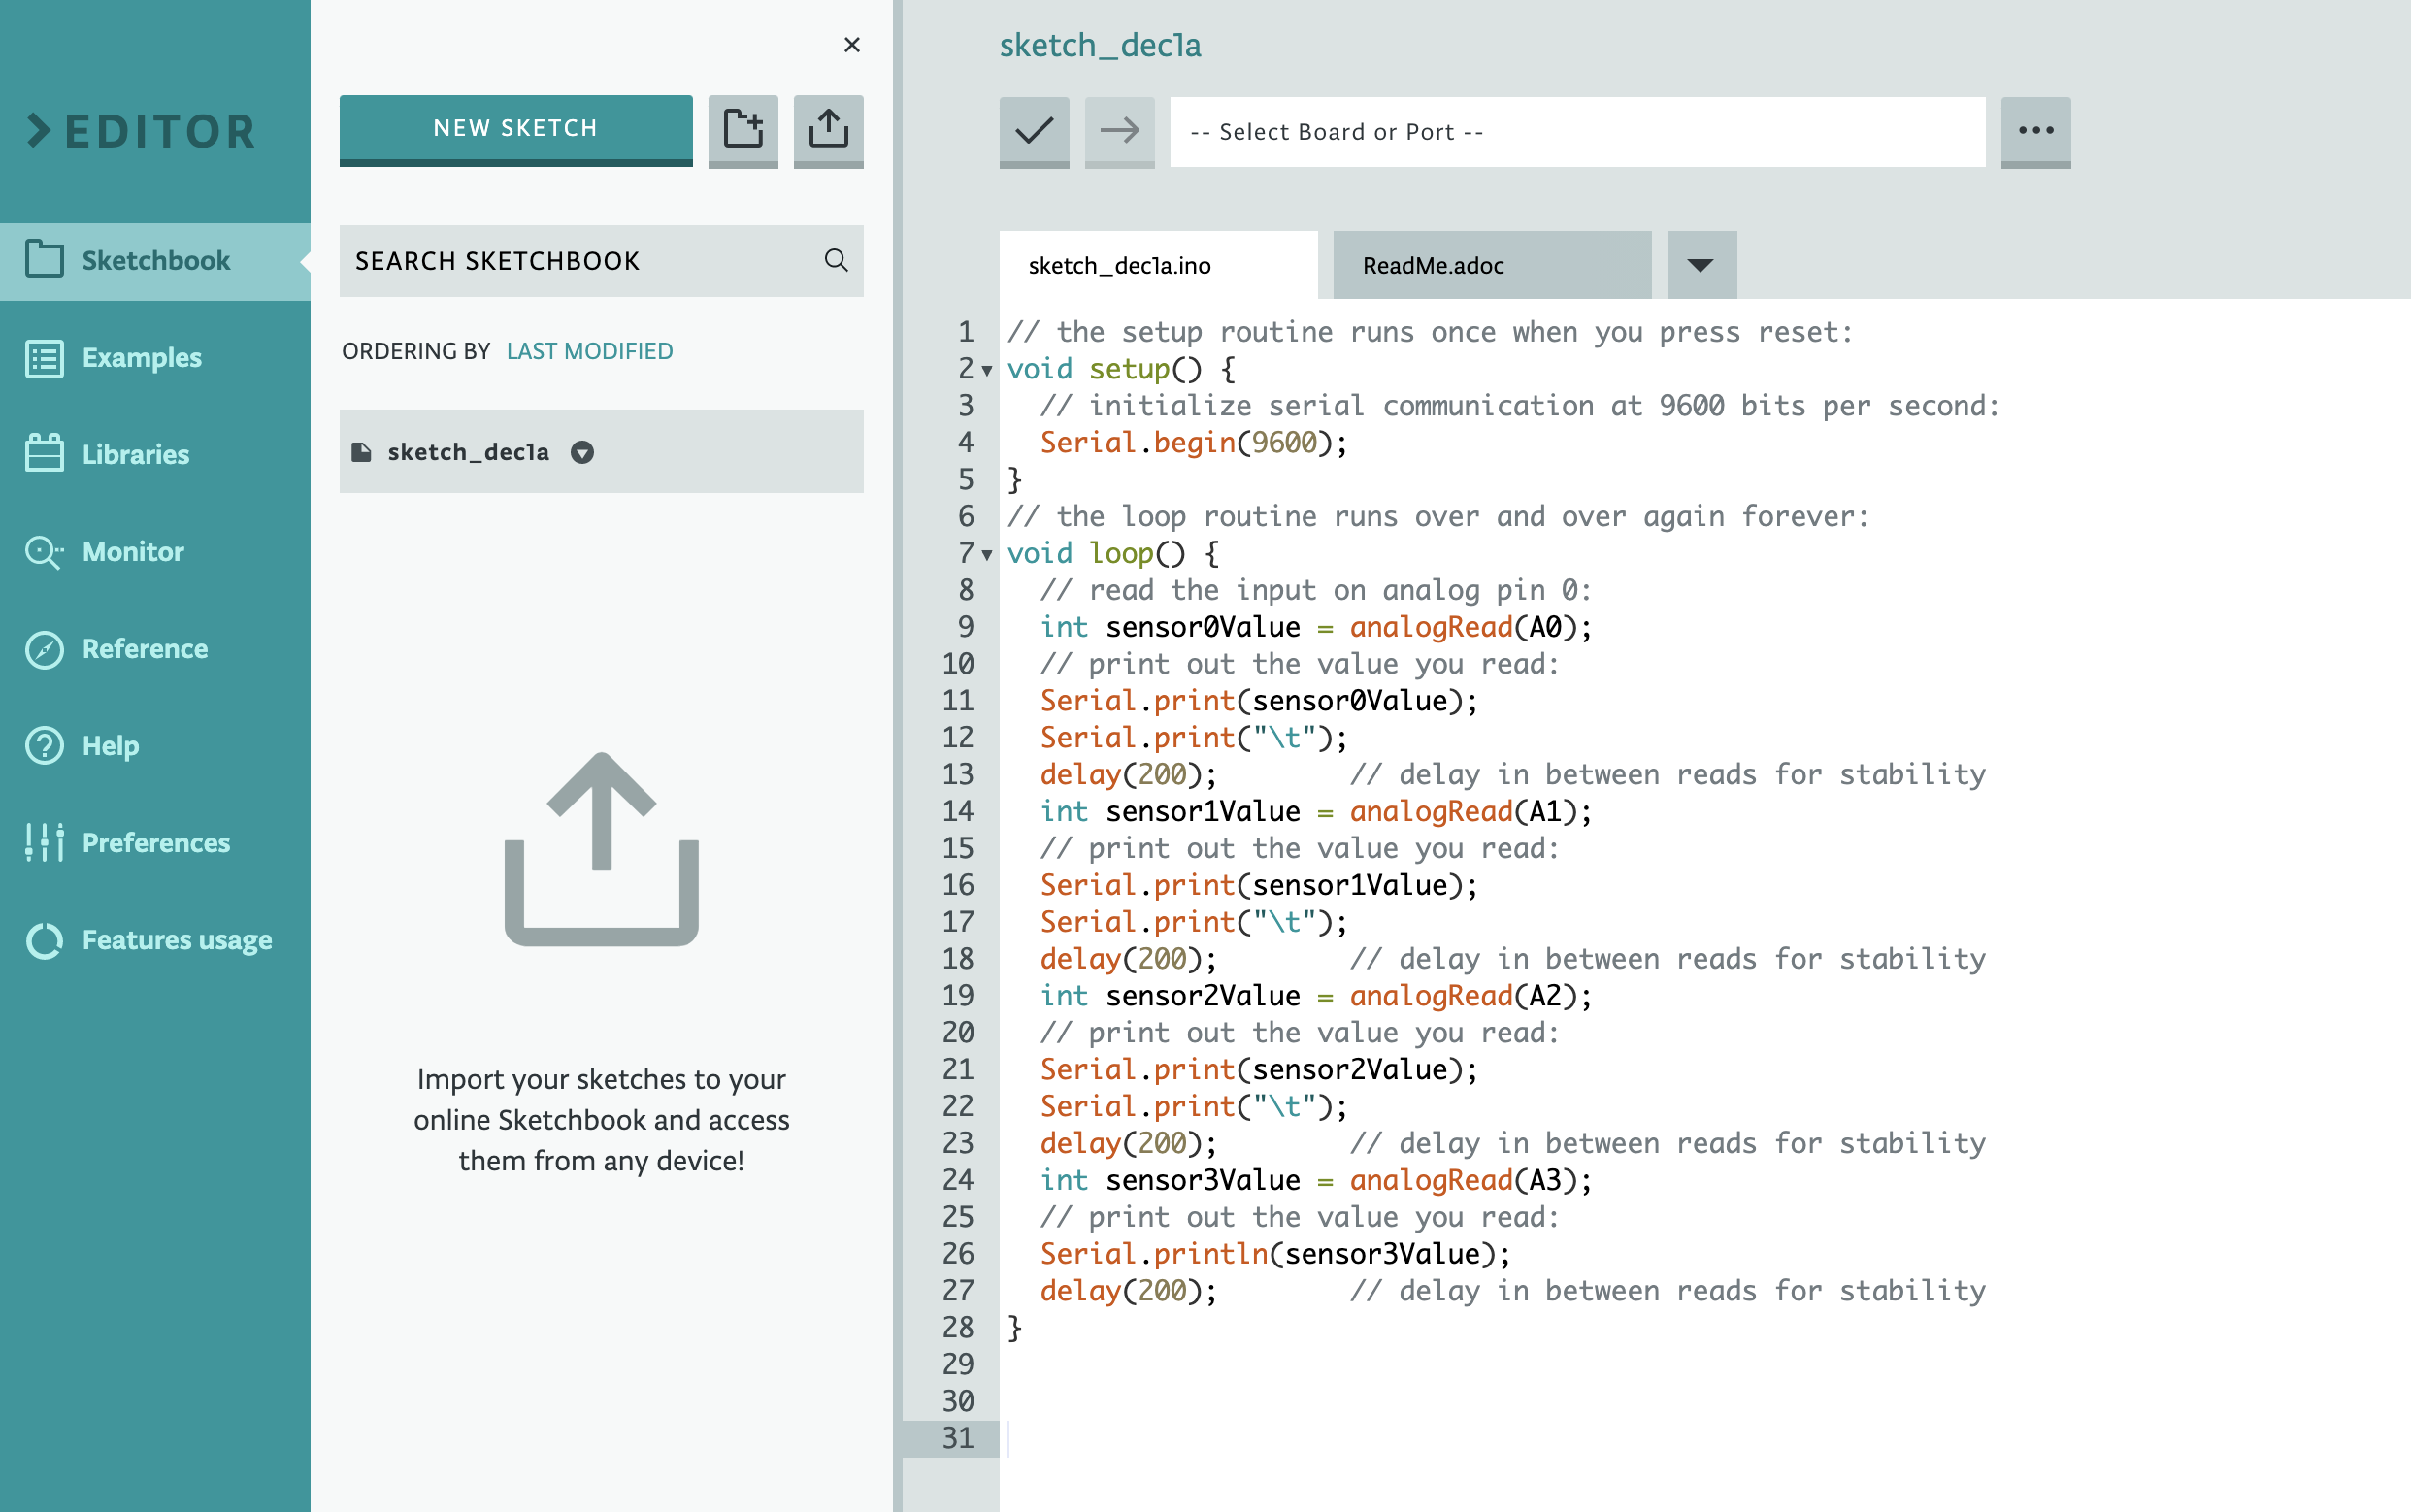 EDITOR
Sketchbook
Examples
Libraries
Monitor
Reference
Help
Preferences
Features usage
NEW SKETCH
SEARCH SKETCHBOOK
ORDERING BY LAST MODIFIED
sketch_dec1a
Import your sketches to your
online Sketchbook and access
them from any device!
sketch_dec1a
-- Select Board or Port --
sketch_dec1a.ino
ReadMe.adoc
1 // the setup routine runs once when you press reset:
2 void setup() {
3   // initialize serial communication at 9600 bits per second:
4   Serial.begin(9600);
5 }
6 // the loop routine runs over and over again forever:
7 void loop() {
8   // read the input on analog pin 0:
9   int sensor0Value = analogRead(A0);
10   // print out the value you read:
11   Serial.print(sensor0Value);
12   Serial.print("\t");
13   delay(200);        // delay in between reads for stability
14   int sensor1Value = analogRead(A1);
15   // print out the value you read:
16   Serial.print(sensor1Value);
17   Serial.print("\t");
18   delay(200);        // delay in between reads for stability
19   int sensor2Value = analogRead(A2);
20   // print out the value you read:
21   Serial.print(sensor2Value);
22   Serial.print("\t");
23   delay(200);        // delay in between reads for stability
24   int sensor3Value = analogRead(A3);
25   // print out the value you read:
26   Serial.println(sensor3Value);
27   delay(200);        // delay in between reads for stability
28 }
29
30
31